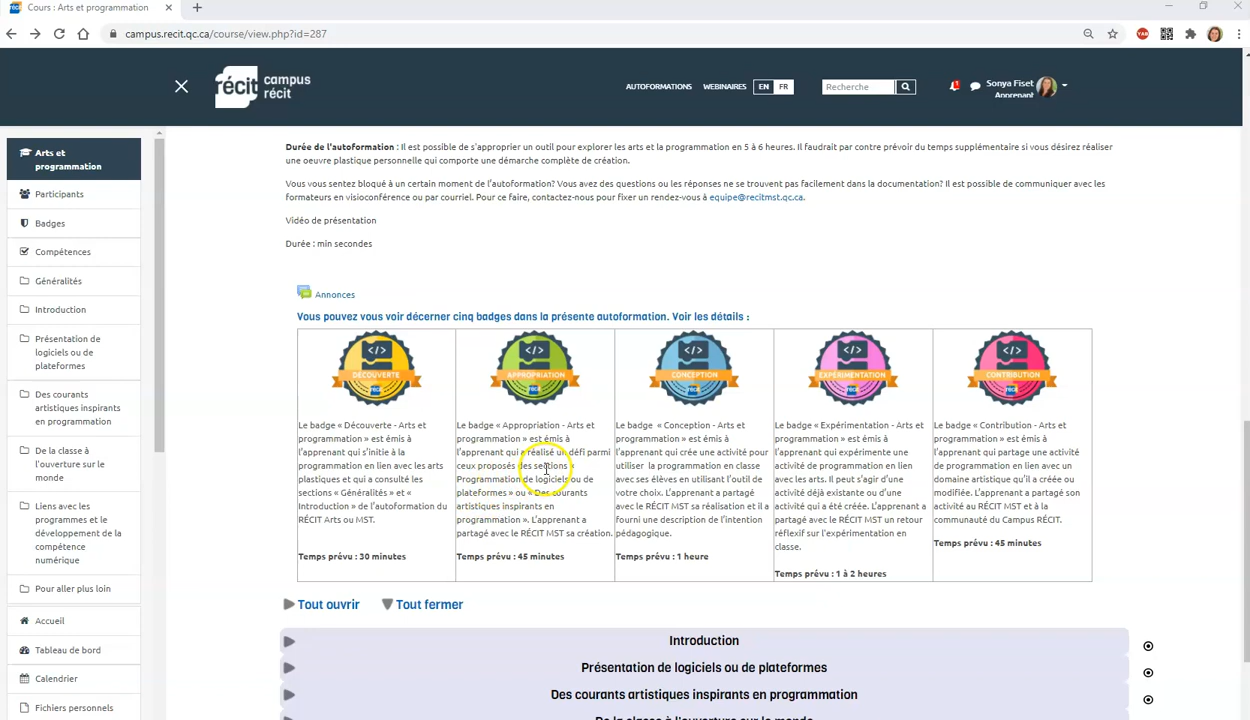 Cours : Arts et programmation
campus.recit.qc.ca/course/view.php?id=287
récit campus récit
AUTOFORMATIONS WEBINAIRES EN FR Recherche
Sonya Fiset
Apprenant
Arts et programmation
Participants
Badges
Compétences
Généralités
Introduction
Présentation de logiciels ou de plateformes
Des courants artistiques inspirants en programmation
De la classe à l'ouverture sur le monde
Liens avec les programmes et le développement de la compétence numérique
Pour aller plus loin
Accueil
Tableau de bord
Calendrier
Fichiers personnels
Durée de l'autoformation : Il est possible de s'approprier un outil pour explorer les arts et la programmation en 5 à 6 heures. Il faudrait par contre prévoir du temps supplémentaire si vous désirez réaliser
une oeuvre plastique personnelle qui comporte une démarche complète de création.
Vous vous sentez bloqué à un certain moment de l'autoformation? Vous avez des questions ou les réponses ne se trouvent pas facilement dans la documentation? Il est possible de communiquer avec les
formateurs en visioconférence ou par courriel. Pour ce faire, contactez-nous pour fixer un rendez-vous à equipe@recitmst.qc.ca.
Vidéo de présentation
Durée : min secondes
Annonces
Vous pouvez vous voir décerner cinq badges dans la présente autoformation. Voir les détails :
</>
DÉCOUVERTE
récit
Le badge « Découverte - Arts et
programmation » est émis à
l'apprenant qui s'initie à la
programmation en lien avec les arts
plastiques et qui a consulté les
sections « Généralités » et «
Introduction » de l'autoformation du
RÉCIT Arts ou MST.
Temps prévu : 30 minutes
</>
APPROPRIATION
récit
Le badge « Appropriation - Arts et
programmation » est émis à
l'apprenant qui a réalisé un défi parmi
ceux proposés des sections «
Programmation de logiciels ou de
plateformes » ou « Des courants
artistiques inspirants en
programmation ». L'apprenant a
partagé avec le RÉCIT MST sa création.
Temps prévu : 45 minutes
</>
CONCEPTION
récit
Le badge « Conception - Arts et
programmation » est émis à
l'apprenant qui crée une activité pour
utiliser la programmation en classe
avec ses élèves en utilisant l'outil de
votre choix. L'apprenant a partagé
avec le RÉCIT MST sa réalisation et il a
fourni une description de l'intention
pédagogique.
Temps prévu : 1 heure
</>
EXPÉRIMENTATION
récit
Le badge « Expérimentation - Arts et
programmation » est émis à
l'apprenant qui expérimente une
activité de programmation en lien
avec les arts. Il peut s'agir d'une
activité déjà existante ou d'une
activité qui a été créée. L'apprenant a
partagé avec le RÉCIT MST un retour
réflexif sur l'expérimentation en
classe.
Temps prévu : 1 à 2 heures
</>
CONTRIBUTION
récit
Le badge « Contribution - Arts et
programmation » est émis à
l'apprenant qui partage une activité
de programmation en lien avec un
domaine artistique qu'il a créée ou
modifiée. L'apprenant a partagé son
activité au RÉCIT MST et à la
communauté du Campus RÉCIT.
Temps prévu : 45 minutes
Tout ouvrir Tout fermer
Introduction
Présentation de logiciels ou de plateformes
Des courants artistiques inspirants en programmation
De la classe à l'ouverture sur le monde